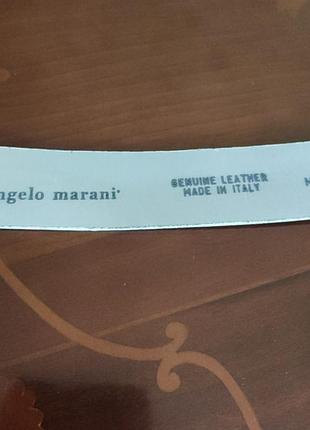 ngelo marani
GENUINE LEATHER
MADE IN ITALY